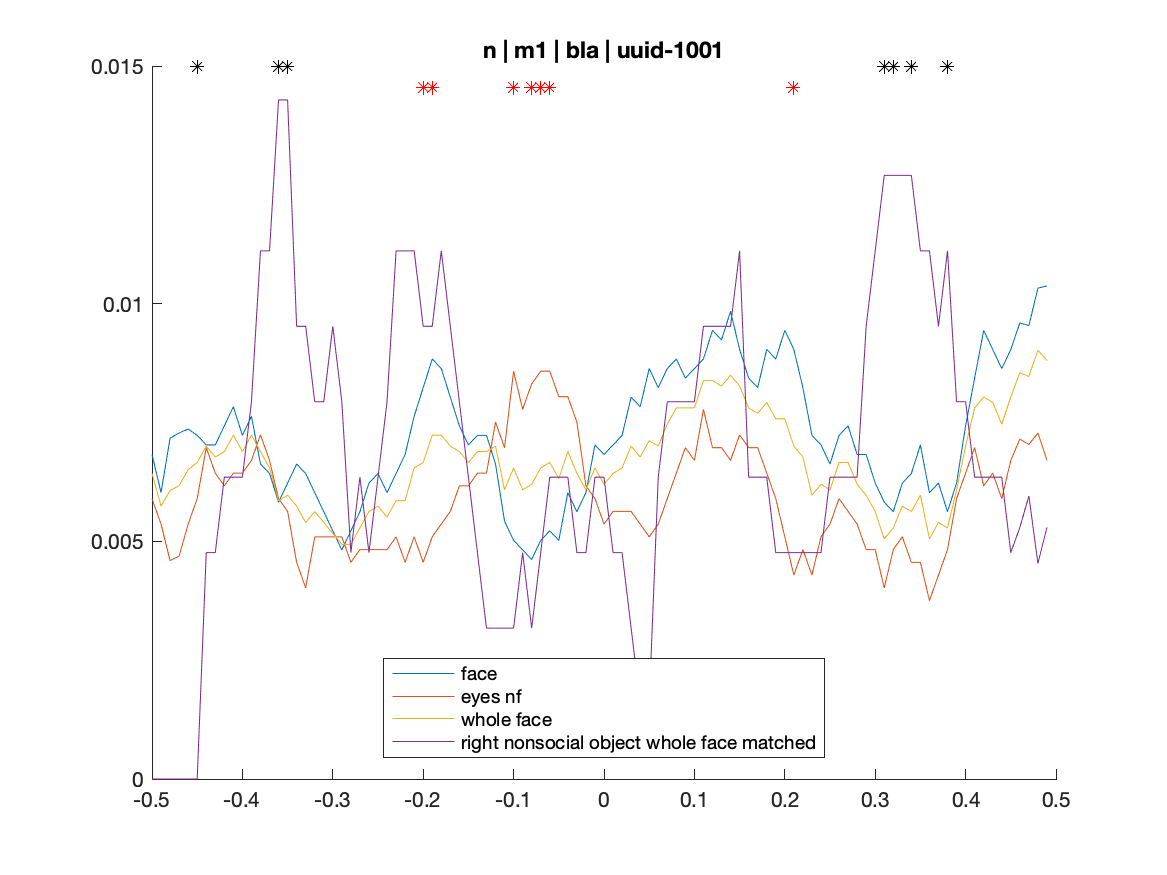 n | m1 | bla | uuid-1001
0.015
0.01
0.005
0
-0.5 -0.4 -0.3 -0.2 -0.1 0 0.1 0.2 0.3 0.4 0.5
face
eyes nf
whole face
right nonsocial object whole face matched